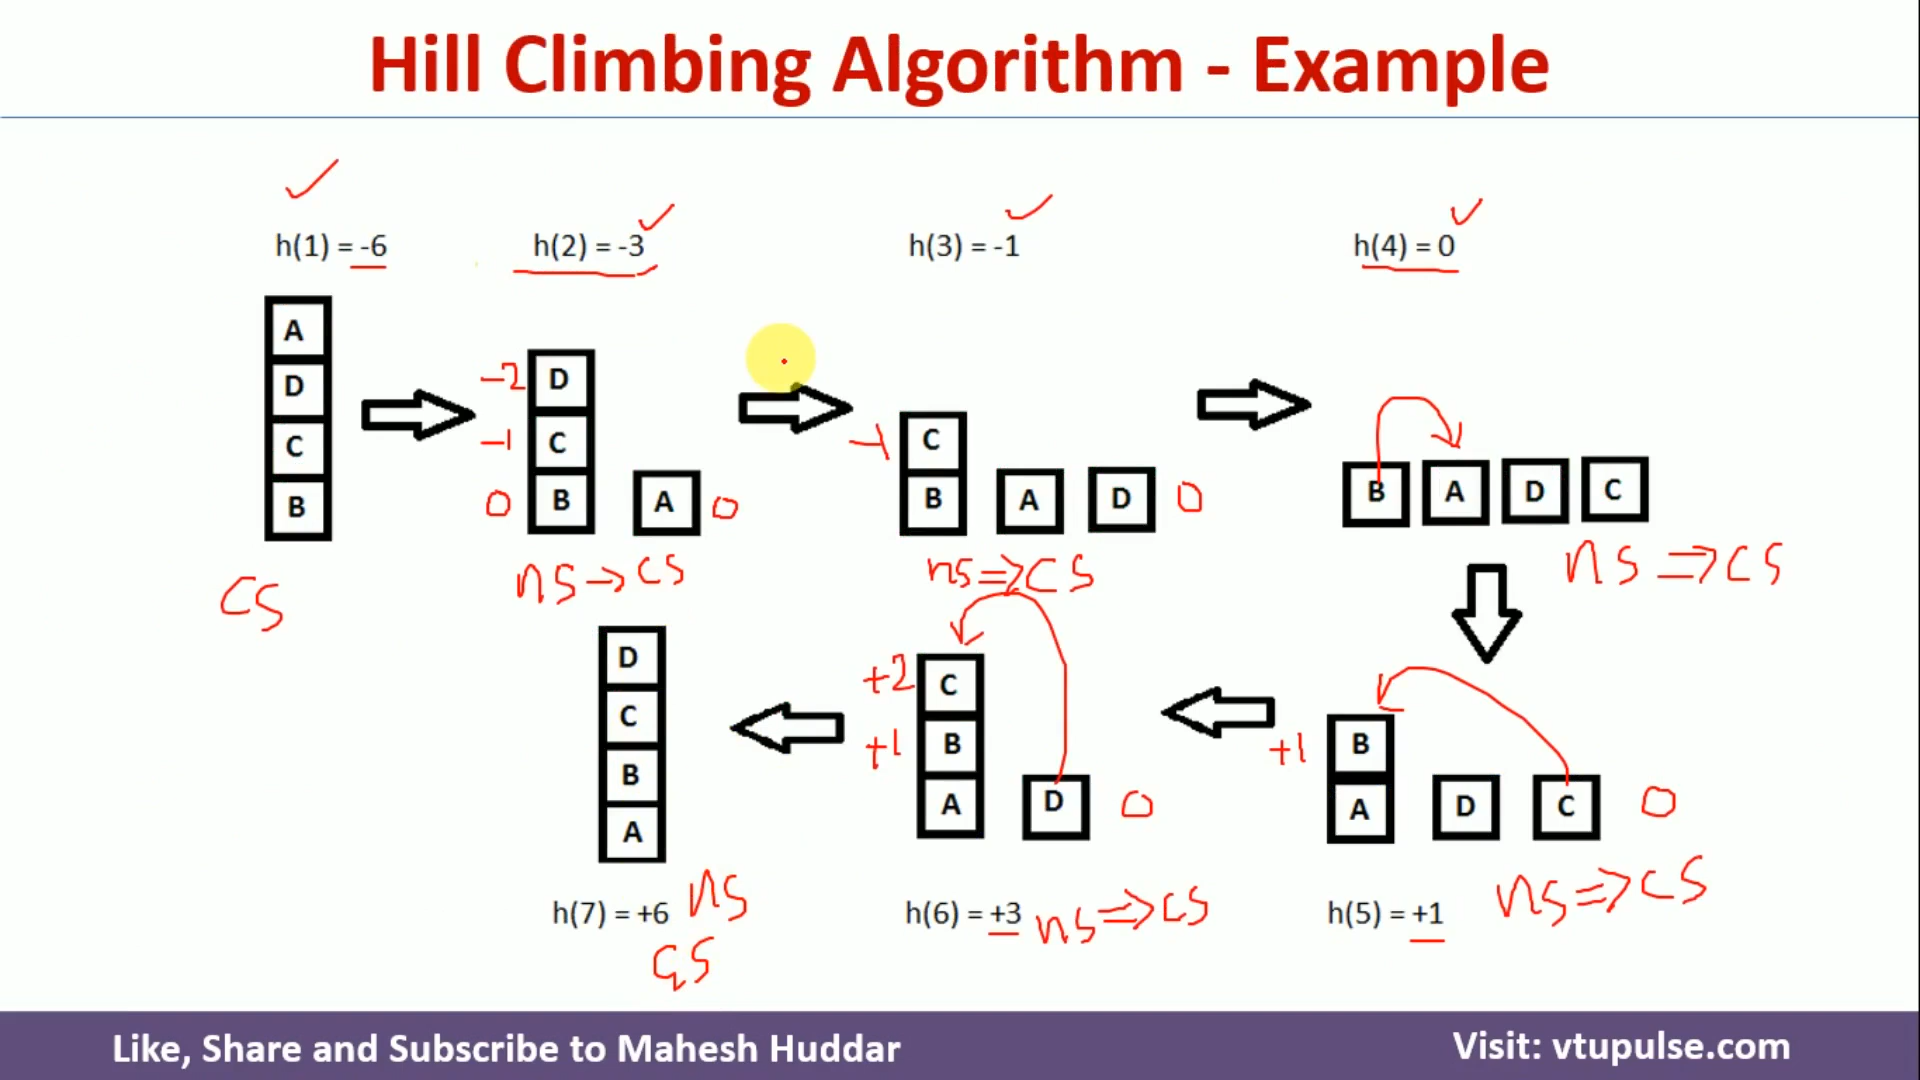 Hill Climbing Algorithm - Example
h(1) = -6
h(2) = -3
h(3) = -1
h(4) = 0
A
D
C
B
CS
-2 D
-1 C
0 B
A 0
ns → cs
-1 C
B
A
D 0
ns => CS
B A D C
ns => CS
D
C
B
A
h(7) = +6 ns
GS
+2 C
+1 B
A
D 0
h(6) = +3 ns => CS
+1 B
A
D
C 0
h(5) = +1 ns => CS
Like, Share and Subscribe to Mahesh Huddar
Visit: vtupulse.com